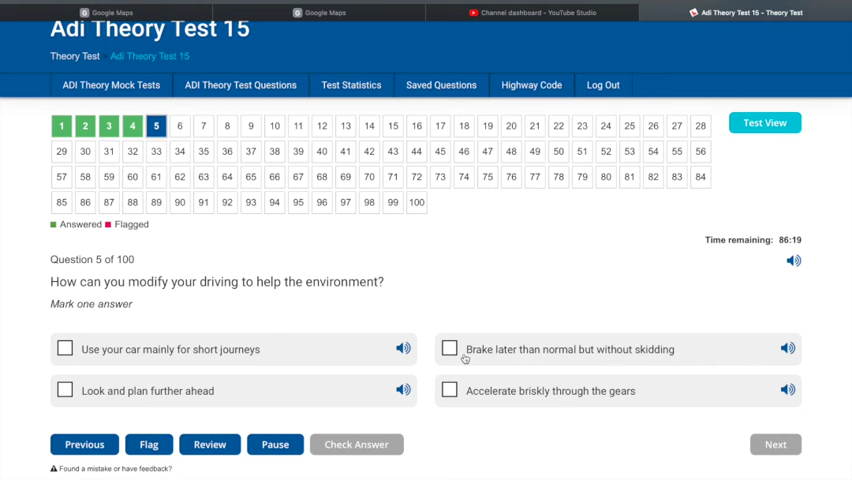 Google Maps
Google Maps
Channel dashboard - YouTube Studio
Adi Theory Test 15 - Theory Test
Adi Theory Test 15
Theory Test
Adi Theory Test 15
ADI Theory Mock Tests
ADI Theory Test Questions
Test Statistics
Saved Questions
Highway Code
Log Out
1 2 3 4 5 6 7 8 9 10 11 12 13 14 15 16 17 18 19 20 21 22 23 24 25 26 27 28
Test View
29 30 31 32 33 34 35 36 37 38 39 40 41 42 43 44 45 46 47 48 49 50 51 52 53 54 55 56
57 58 59 60 61 62 63 64 65 66 67 68 69 70 71 72 73 74 75 76 77 78 79 80 81 82 83 84
85 86 87 88 89 90 91 92 93 94 95 96 97 98 99 100
Answered Flagged
Time remaining: 86:19
Question 5 of 100
How can you modify your driving to help the environment?
Mark one answer
Use your car mainly for short journeys
Brake later than normal but without skidding
Look and plan further ahead
Accelerate briskly through the gears
Previous
Flag
Review
Pause
Check Answer
Next
Found a mistake or have feedback?